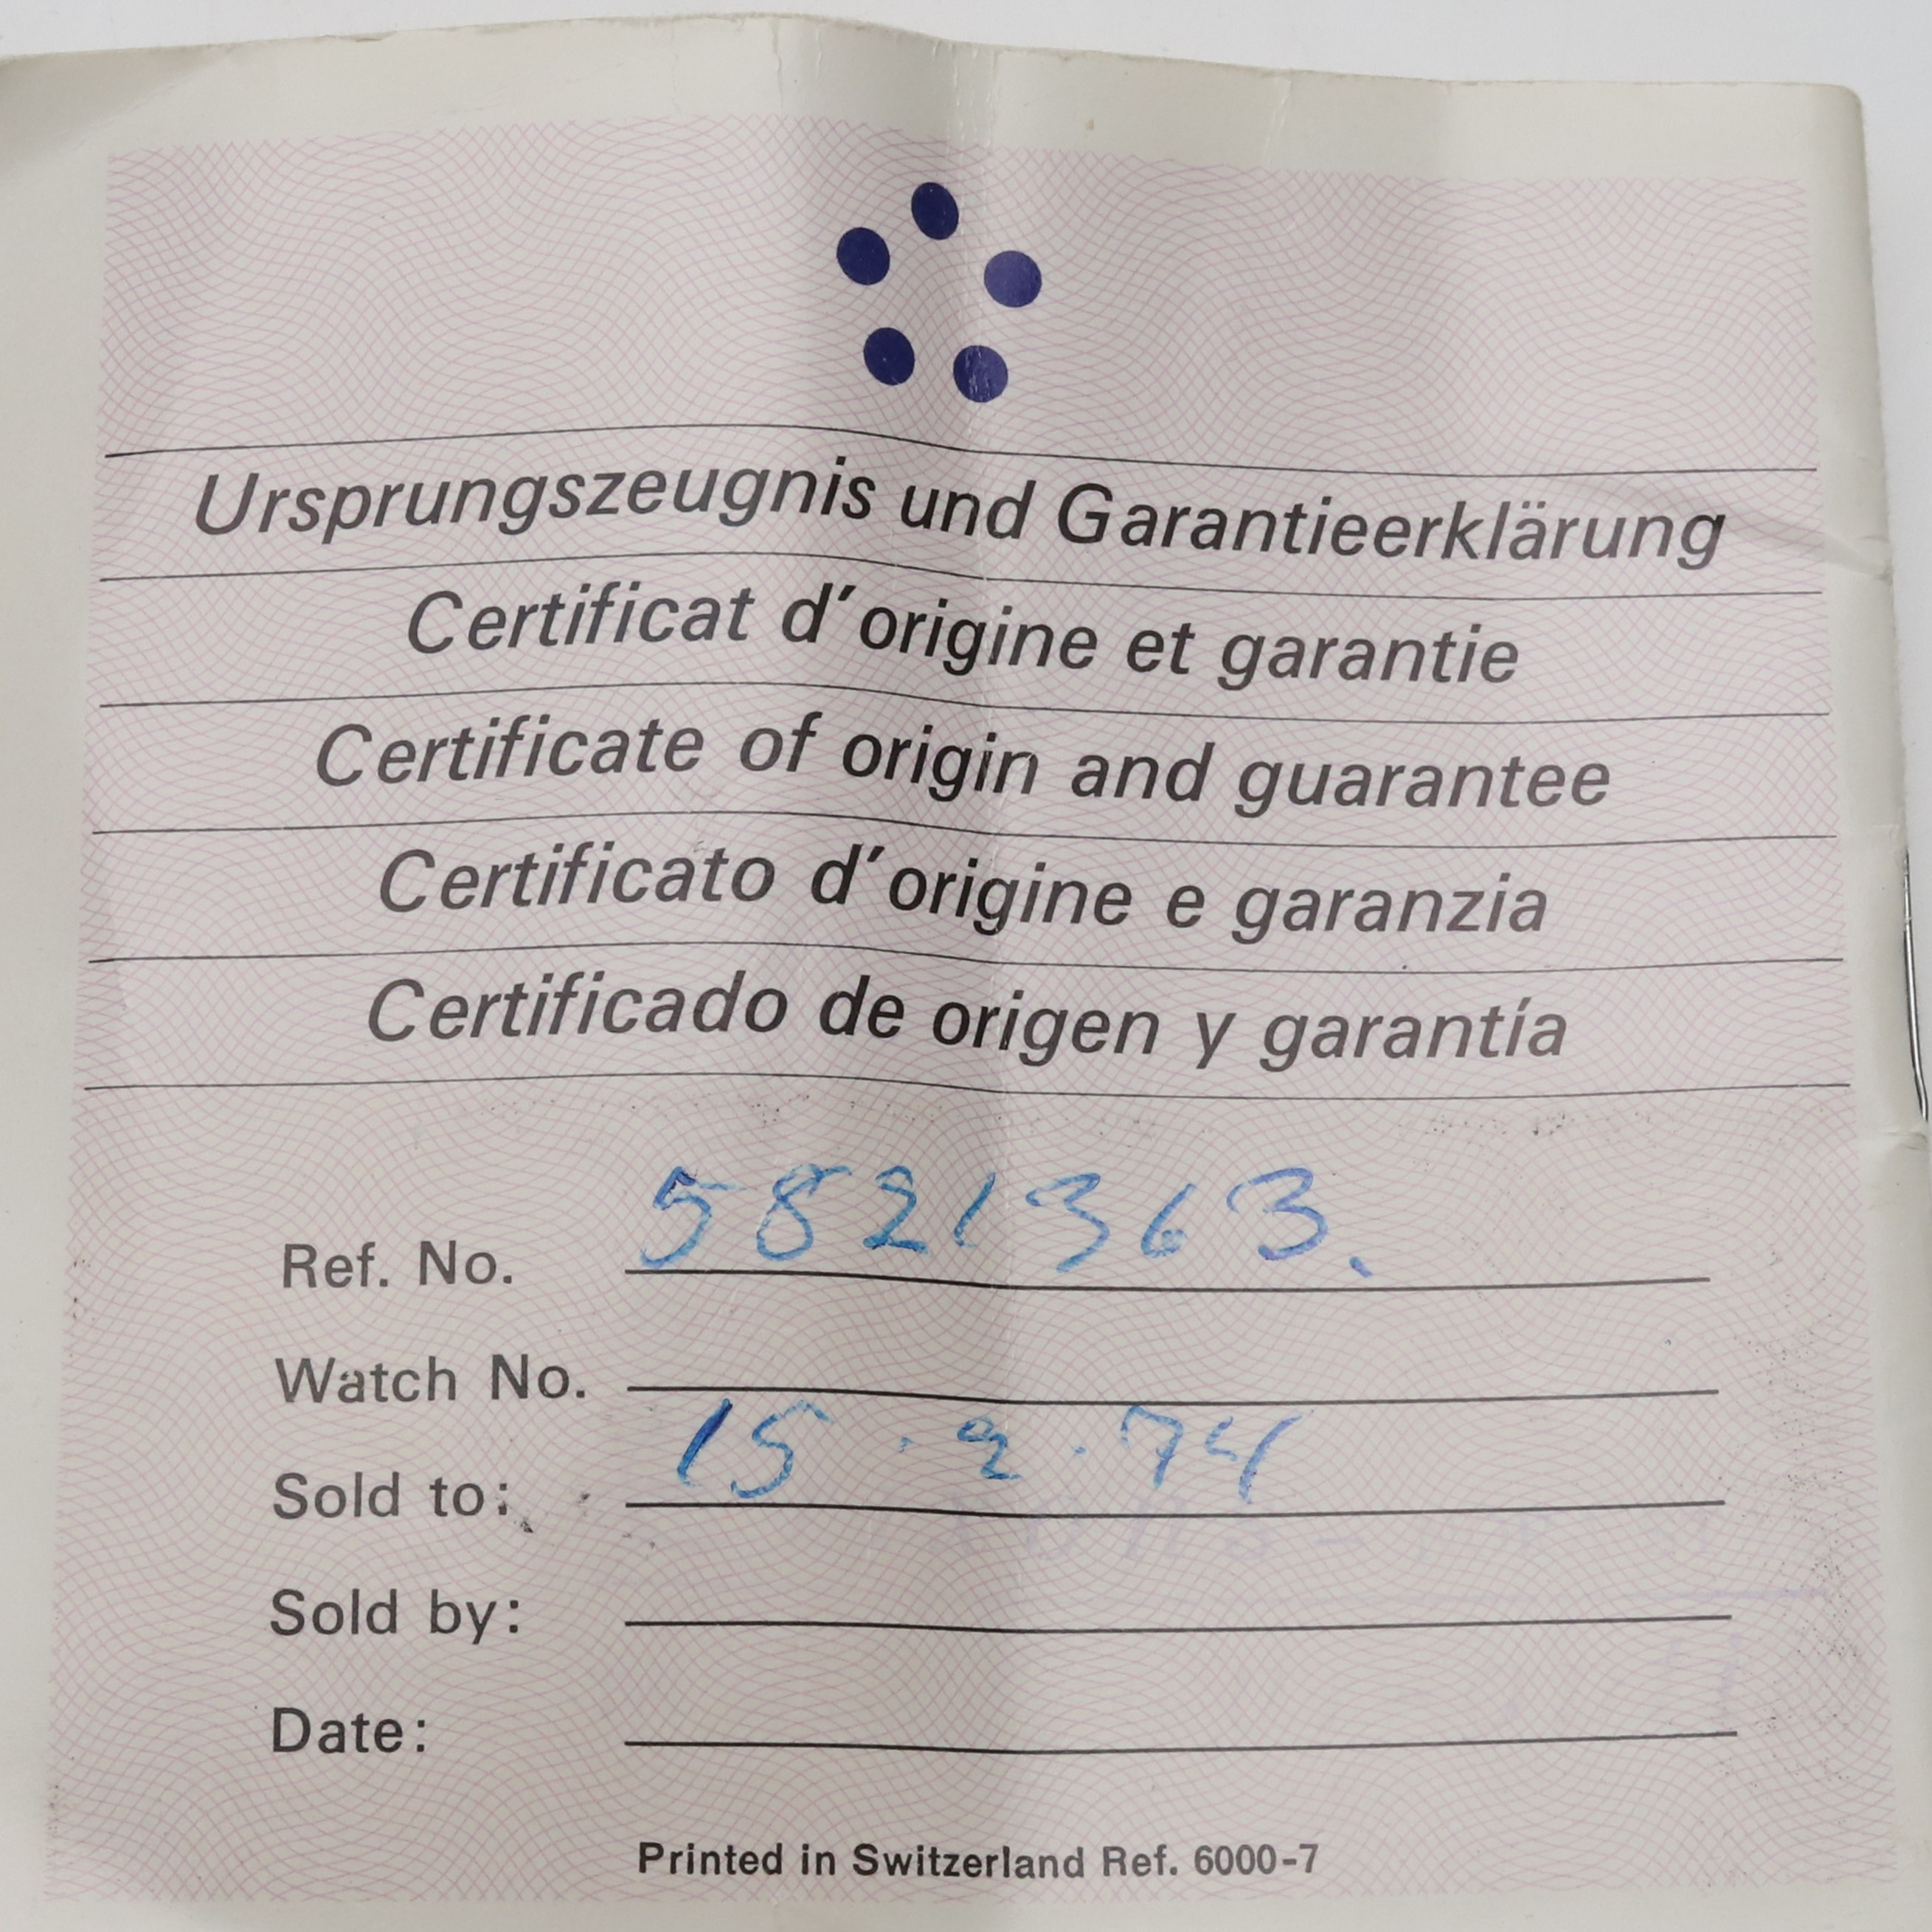 Ursprungszeugnis und Garantieerklärung
Certificat d'origine et garantie
Certificate of origin and guarantee
Certificato d'origine e garanzia
Certificado de origen y garantía
Ref. No. 5821363.
Watch No.
Sold to: 15.2.74
Sold by:
Date:
Printed in Switzerland Ref. 6000-7